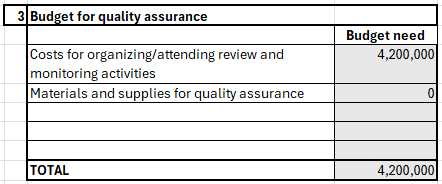 3 Budget for quality assurance
Budget need
Costs for organizing/attending review and 4,200,000
monitoring activities
Materials and supplies for quality assurance 0
TOTAL 4,200,000